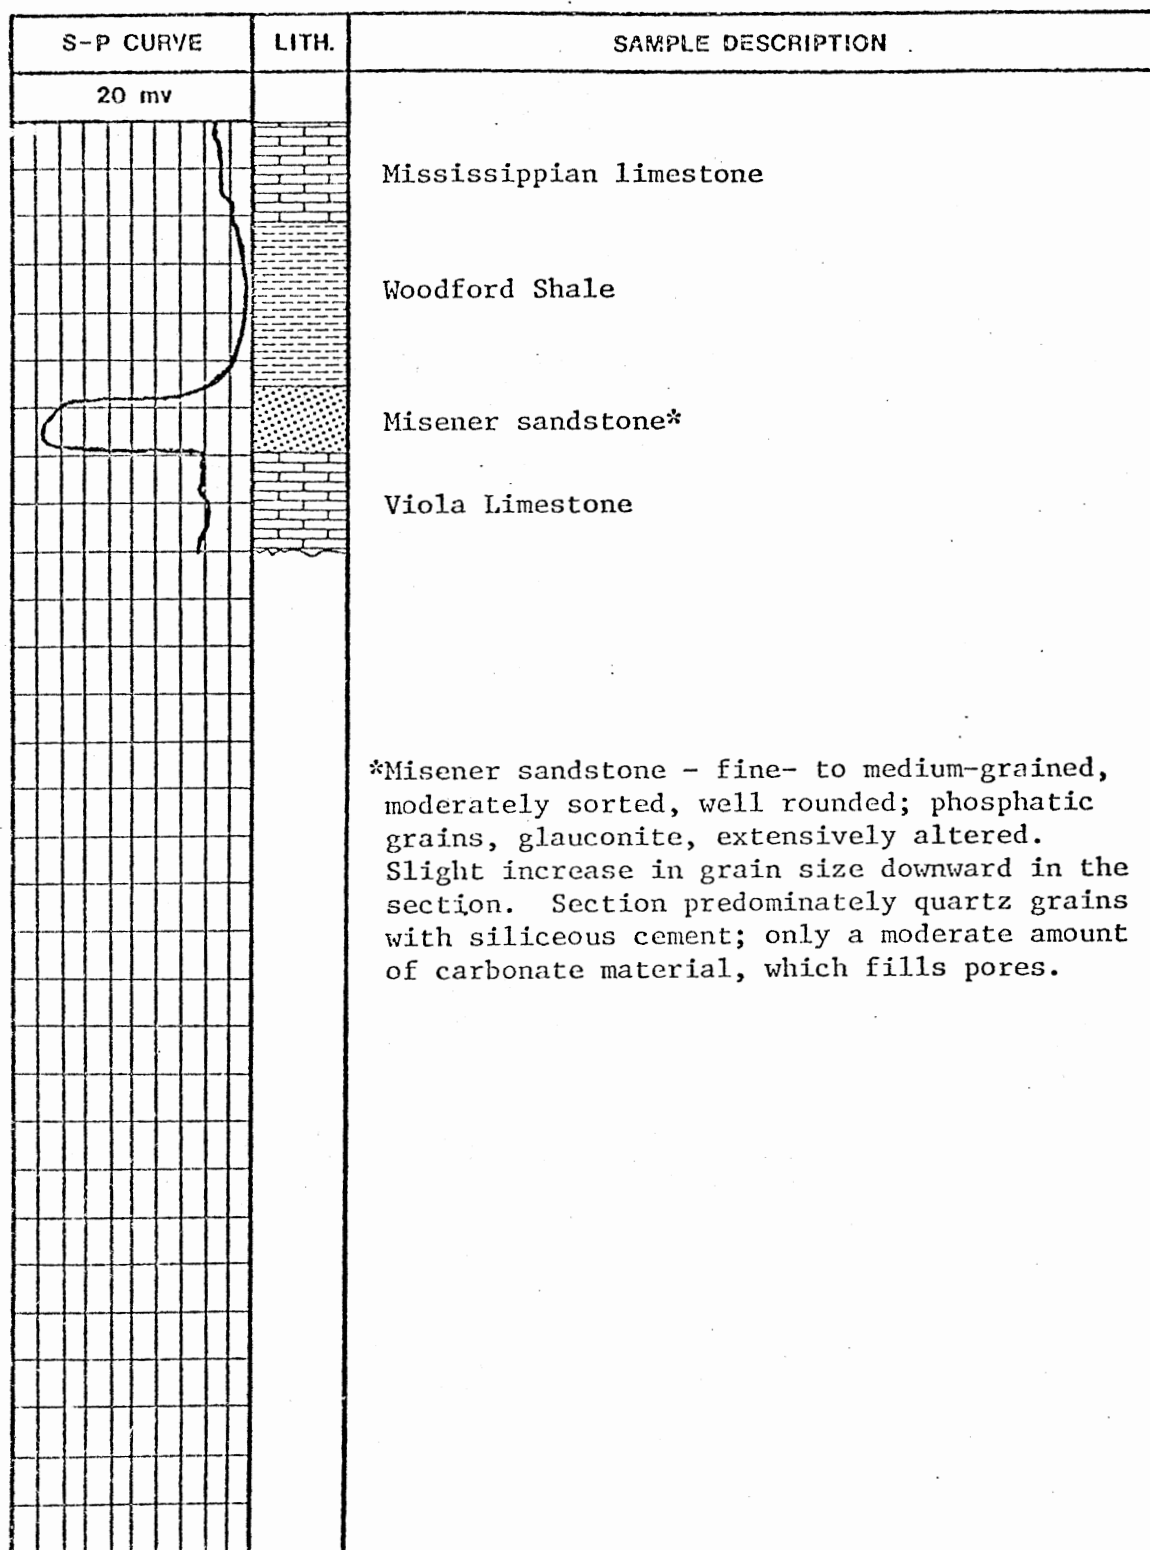 S-P CURVE
LITH.
SAMPLE DESCRIPTION
20 mv
Mississippian limestone
Woodford Shale
Misener sandstone*
Viola Limestone
*Misener sandstone - fine- to medium-grained,
moderately sorted, well rounded; phosphatic
grains, glauconite, extensively altered.
Slight increase in grain size downward in the
section. Section predominately quartz grains
with siliceous cement; only a moderate amount
of carbonate material, which fills pores.